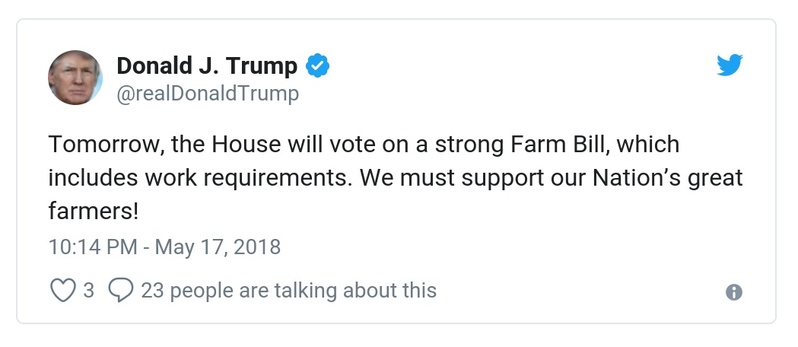 Donald J. Trump
@realDonaldTrump
Tomorrow, the House will vote on a strong Farm Bill, which
includes work requirements. We must support our Nation’s great
farmers!
10:14 PM - May 17, 2018
3 23 people are talking about this